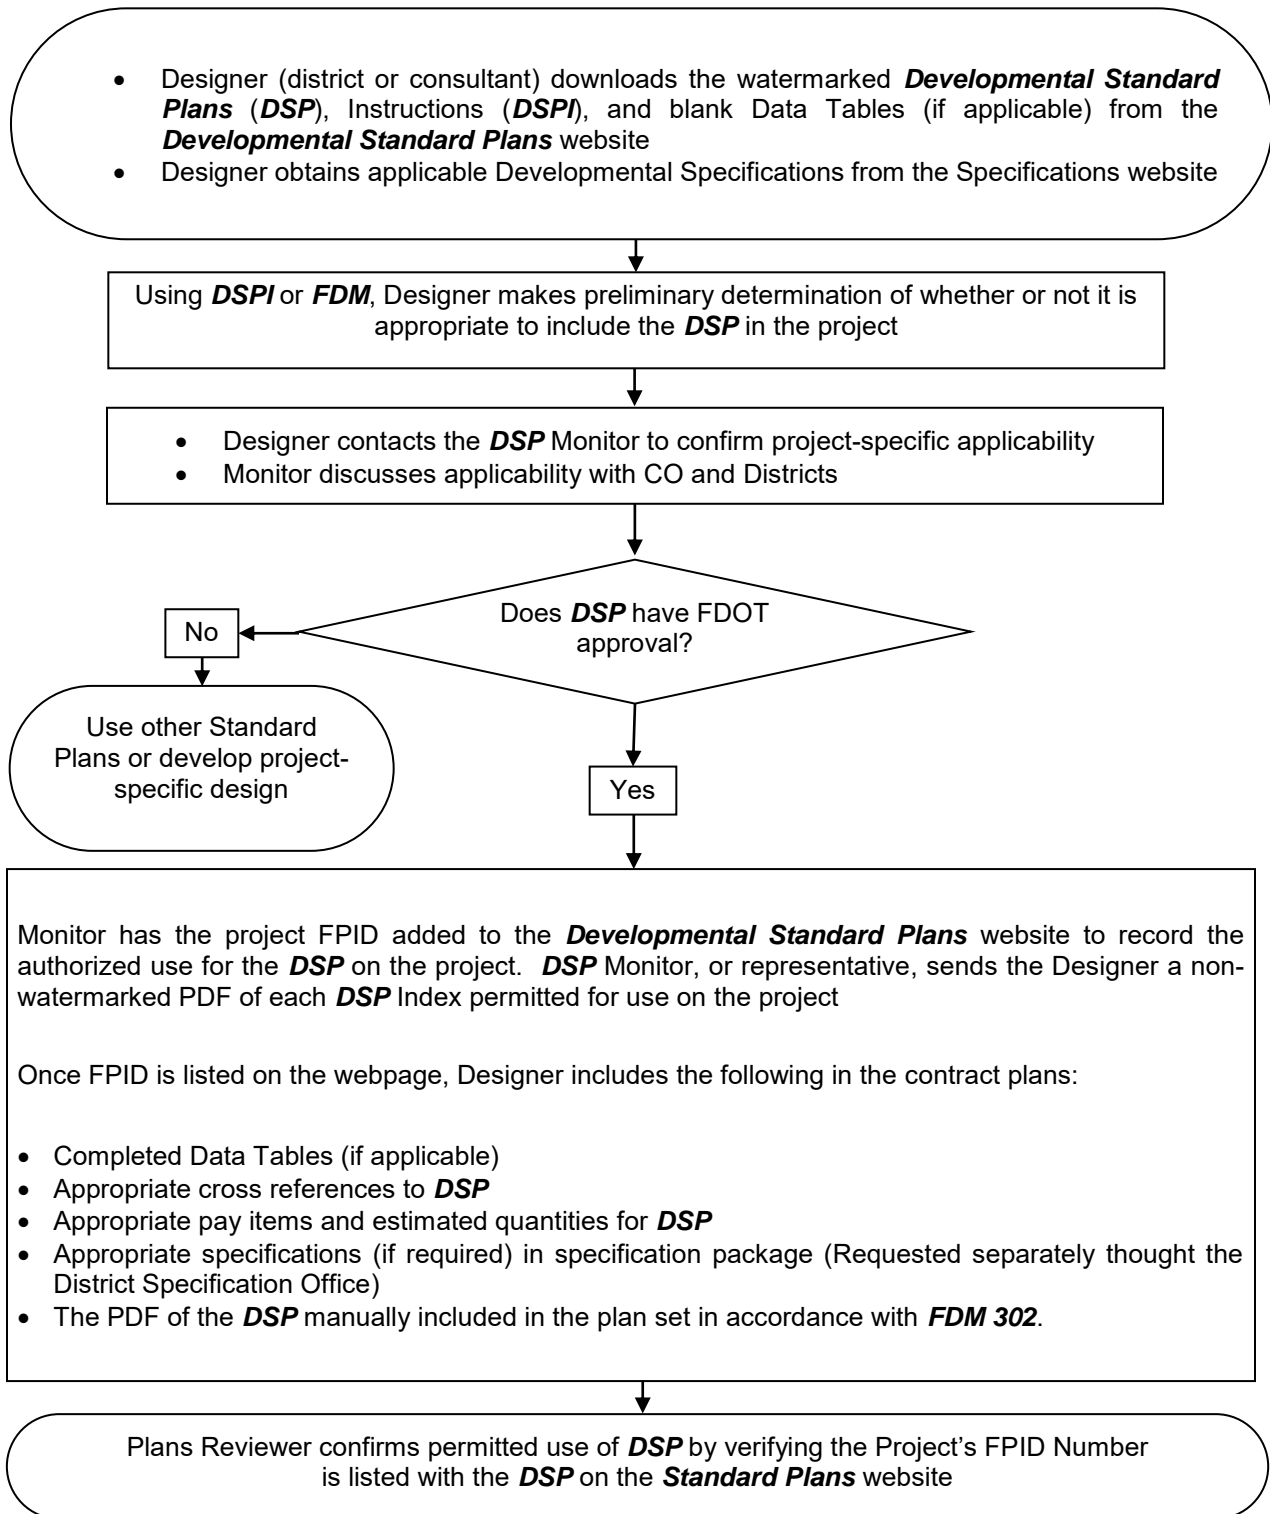 • Designer (district or consultant) downloads the watermarked Developmental Standard
Plans (DSP), Instructions (DSPI), and blank Data Tables (if applicable) from the
Developmental Standard Plans website
• Designer obtains applicable Developmental Specifications from the Specifications website
Using DSPI or FDM, Designer makes preliminary determination of whether or not it is
appropriate to include the DSP in the project
• Designer contacts the DSP Monitor to confirm project-specific applicability
• Monitor discusses applicability with CO and Districts
Does DSP have FDOT
approval?
No
Use other Standard
Plans or develop project-
specific design
Yes
Monitor has the project FPID added to the Developmental Standard Plans website to record the
authorized use for the DSP on the project. DSP Monitor, or representative, sends the Designer a non-
watermarked PDF of each DSP Index permitted for use on the project
Once FPID is listed on the webpage, Designer includes the following in the contract plans:
• Completed Data Tables (if applicable)
• Appropriate cross references to DSP
• Appropriate pay items and estimated quantities for DSP
• Appropriate specifications (if required) in specification package (Requested separately thought the
District Specification Office)
• The PDF of the DSP manually included in the plan set in accordance with FDM 302.
Plans Reviewer confirms permitted use of DSP by verifying the Project's FPID Number
is listed with the DSP on the Standard Plans website